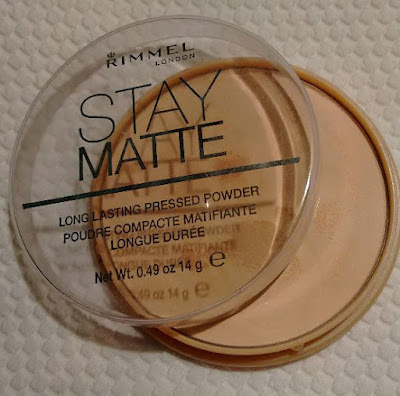 RIMMEL
LONDON
STAY
MATTE
LONG LASTING PRESSED POWDER
POUDRE COMPACTE MATIFIANTE
LONGUE DURÉE
Net Wt. 0.49 oz 14 g ℮